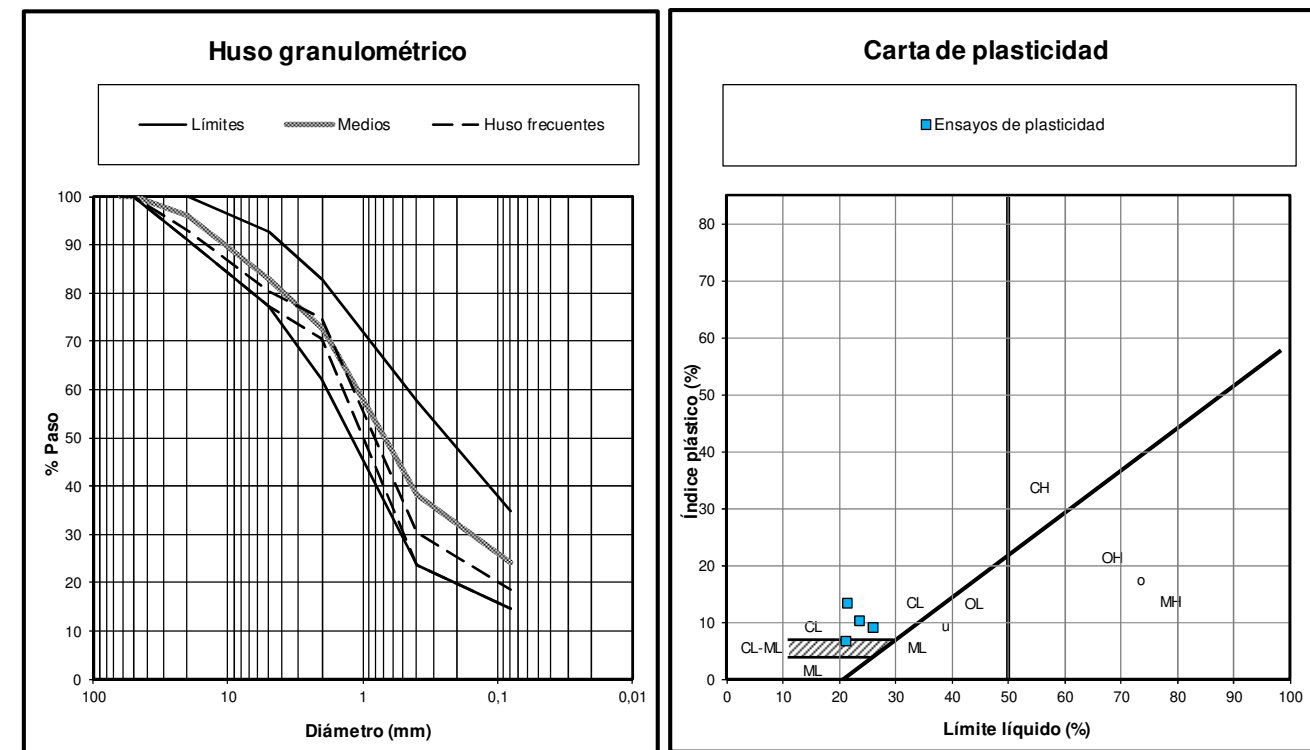 Huso granulométrico
Límites Medios Huso frecuentes
100
90
80
70
60
50
40
30
20
10
0
% Paso
100 10 1 0,1 0,01
Diámetro (mm)
Carta de plasticidad
Ensayos de plasticidad
80
70
60
50
40
30
20
10
0
Índice plástico (%)
CH
OH
o
MH
CL
OL
CL
u
CL-ML
ML
ML
0 10 20 30 40 50 60 70 80 90 100
Límite líquido (%)